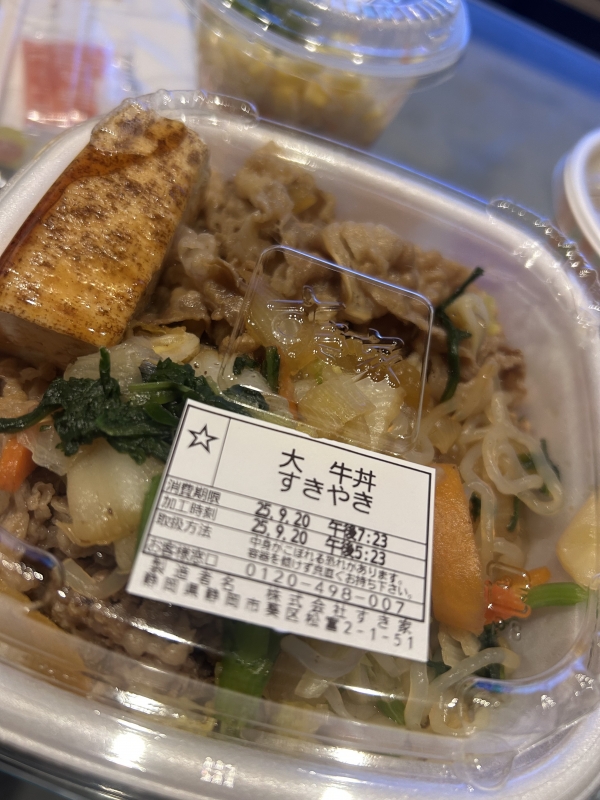 ☆
大 牛丼
すきやき
消費期限 25.9.20 午後7:23
加工時刻 25.9.20 午後5:23
取扱方法 中身がこぼれる恐れがあります。
容器を傾けず水平にお持ち下さい。
お客様窓口 0120-498-007
製造者名 株式会社すき家
静岡県静岡市葵区松富2-1-51